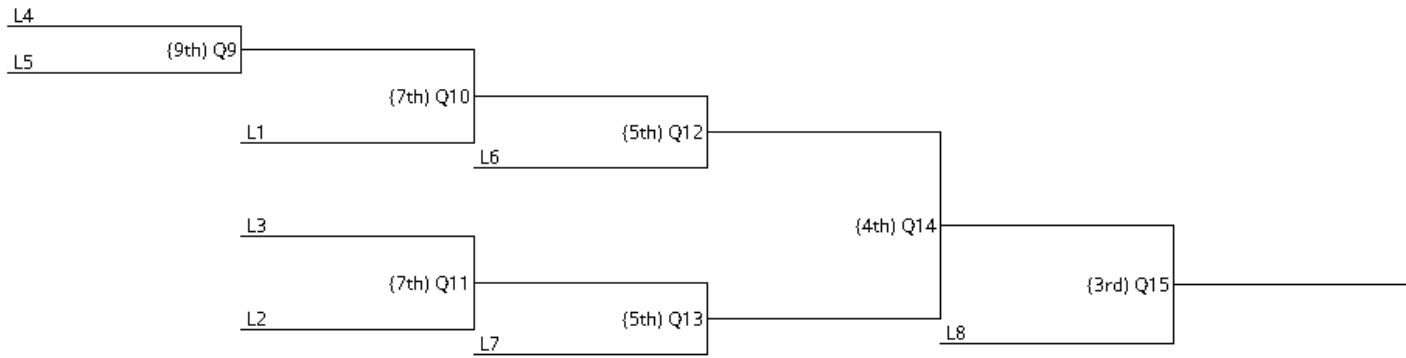 L4
{9th) Q9
L5
{7th) Q10
L1
{5th) Q12
L6
L3
{4th) Q14
{7th) Q11
{3rd) Q15
L2
{5th) Q13
L8
L7